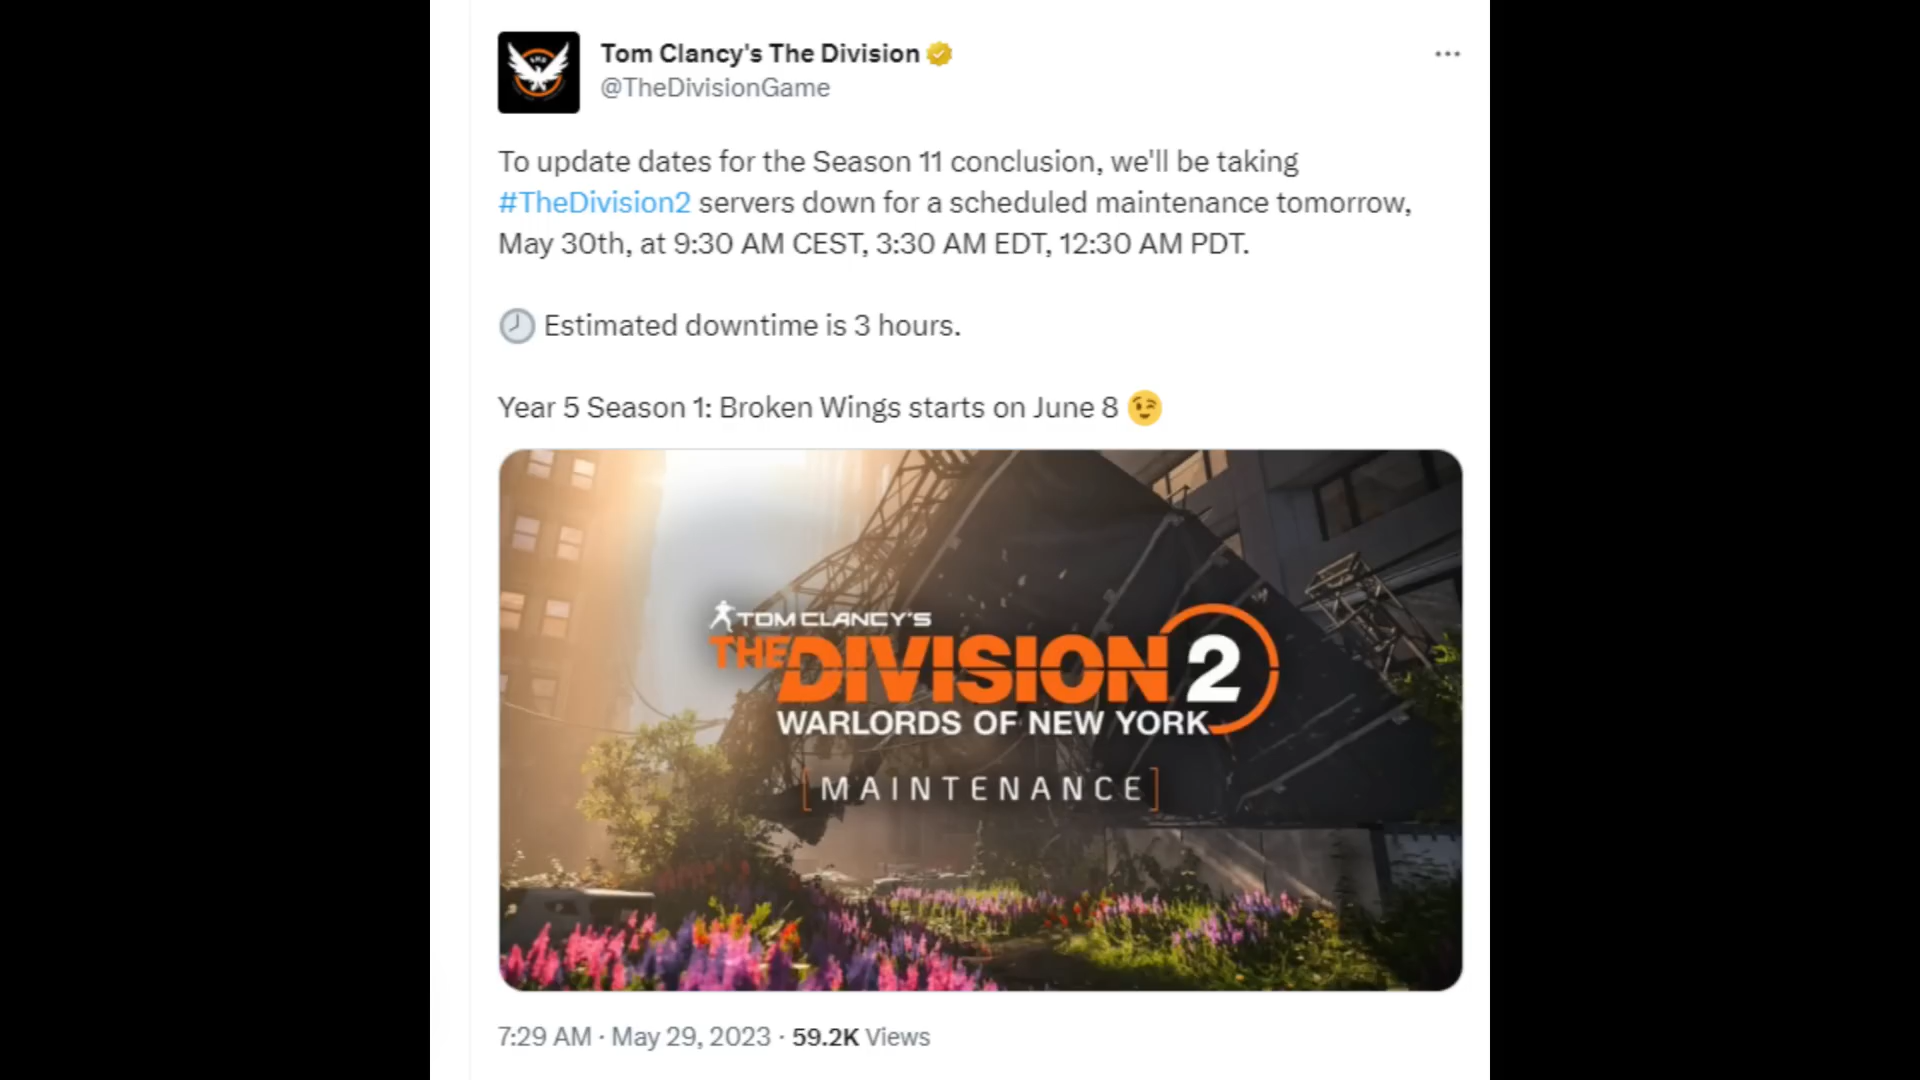 Tom Clancy's The Division
@TheDivisionGame
To update dates for the Season 11 conclusion, we'll be taking
#TheDivision2 servers down for a scheduled maintenance tomorrow,
May 30th, at 9:30 AM CEST, 3:30 AM EDT, 12:30 AM PDT.
Estimated downtime is 3 hours.
Year 5 Season 1: Broken Wings starts on June 8 😉
TOM CLANCY'S
THE DIVISION 2
WARLORDS OF NEW YORK
[MAINTENANCE]
7:29 AM · May 29, 2023 · 59.2K Views